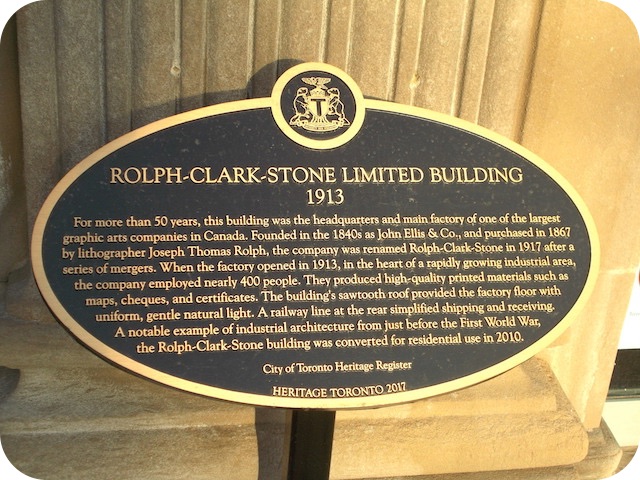 ROLPH-CLARK-STONE LIMITED BUILDING
1913
For more than 50 years, this building was the headquarters and main factory of one of the largest
graphic arts companies in Canada. Founded in the 1840s as John Ellis & Co., and purchased in 1867
by lithographer Joseph Thomas Rolph, the company was renamed Rolph-Clark-Stone in 1917 after a
series of mergers. When the factory opened in 1913, in the heart of a rapidly growing industrial area,
the company employed nearly 400 people. They produced high-quality printed materials such as
maps, cheques, and certificates. The building's sawtooth roof provided the factory floor with
uniform, gentle natural light. A railway line at the rear simplified shipping and receiving.
A notable example of industrial architecture from just before the First World War,
the Rolph-Clark-Stone building was converted for residential use in 2010.
City of Toronto Heritage Register
HERITAGE TORONTO 2017